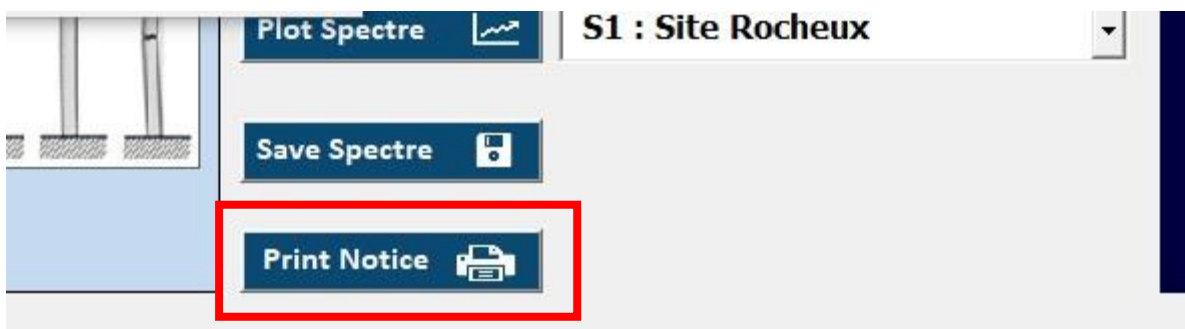 Plot Spectre
S1 : Site Rocheux
Save Spectre
Print Notice